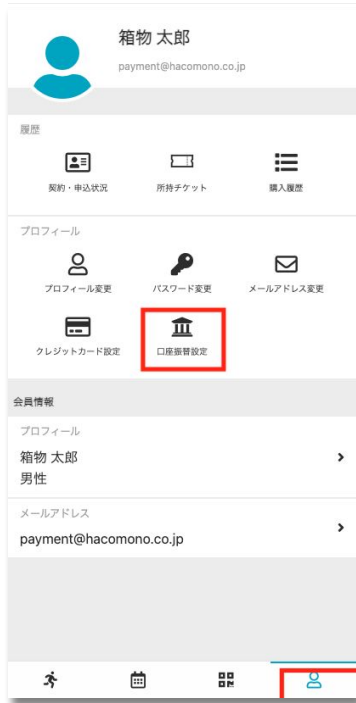 箱物 太郎
payment@hacomono.co.jp
履歴
契約・申込状況
所持チケット
購入履歴
プロフィール
プロフィール変更
パスワード変更
メールアドレス変更
クレジットカード設定
口座振替設定
会員情報
プロフィール
箱物 太郎
男性
メールアドレス
payment@hacomono.co.jp